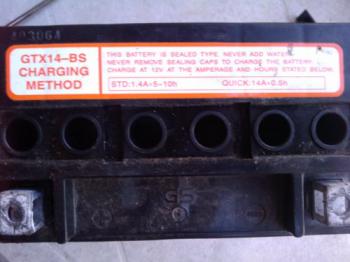 GTX14-BS
CHARGING
METHOD
THIS BATTERY IS SEALED TYPE. NEVER ADD WATER.
NEVER REMOVE SEALING CAPS TO CHARGE THE BATTERY.
CHARGE AT 12V AT THE AMPERAGE AND HOURS STATED BELOW.
STD:1.4A×5~10h QUICK:14A×0.5h
GS
+ −